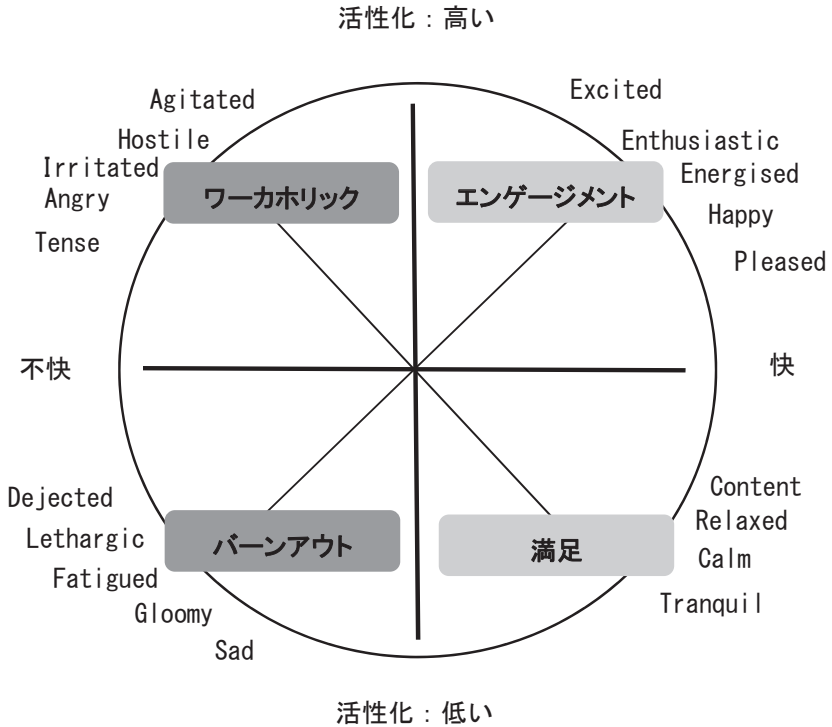 活性化：高い
Excited
Agitated
Enthusiastic
Hostile
Energised
Irritated
ワーカホリック
エンゲージメント
Angry
Happy
Tense
Pleased
不快
快
Content
Dejected
Relaxed
Lethargic
バーンアウト
満足
Calm
Fatigued
Tranquil
Gloomy
Sad
活性化：低い